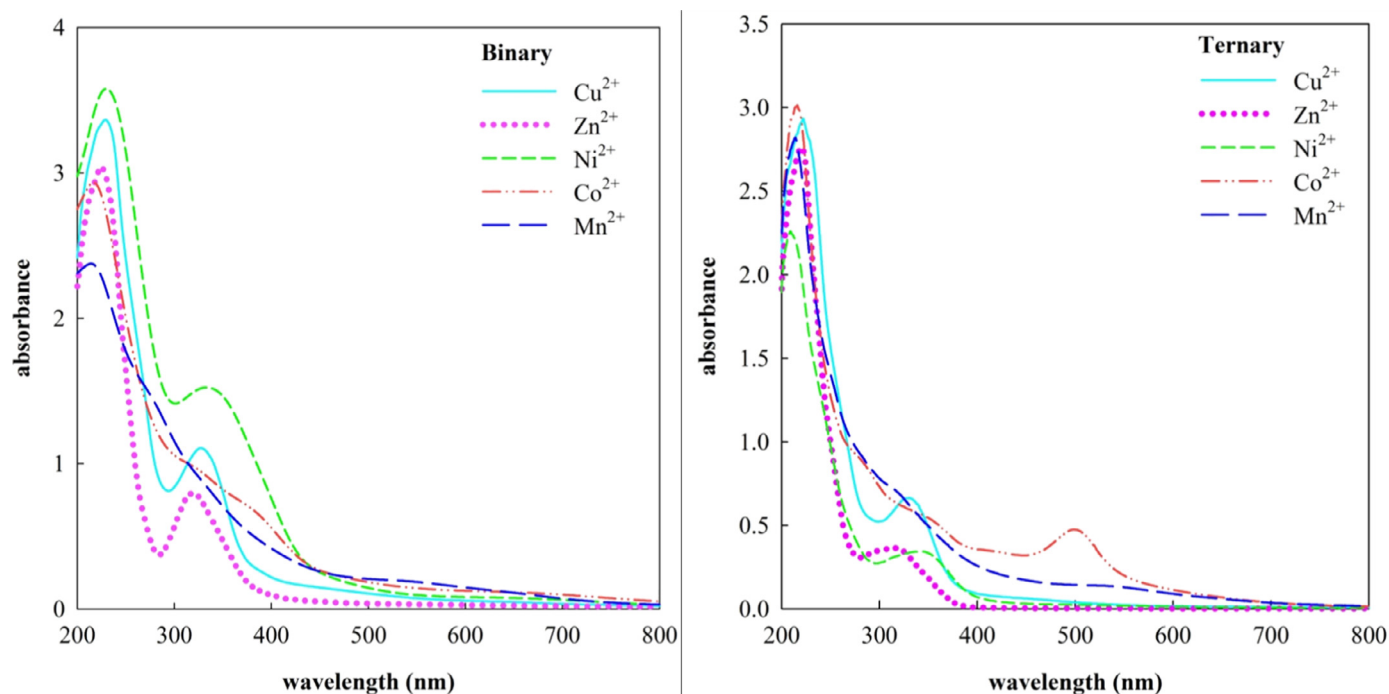 Binary
Cu²⁺
Zn²⁺
Ni²⁺
Co²⁺
Mn²⁺
4
3
2
1
0
absorbance
200 300 400 500 600 700 800
wavelength (nm)
Ternary
Cu²⁺
Zn²⁺
Ni²⁺
Co²⁺
Mn²⁺
3.5
3.0
2.5
2.0
1.5
1.0
0.5
0.0
absorbance
200 300 400 500 600 700 800
wavelength (nm)